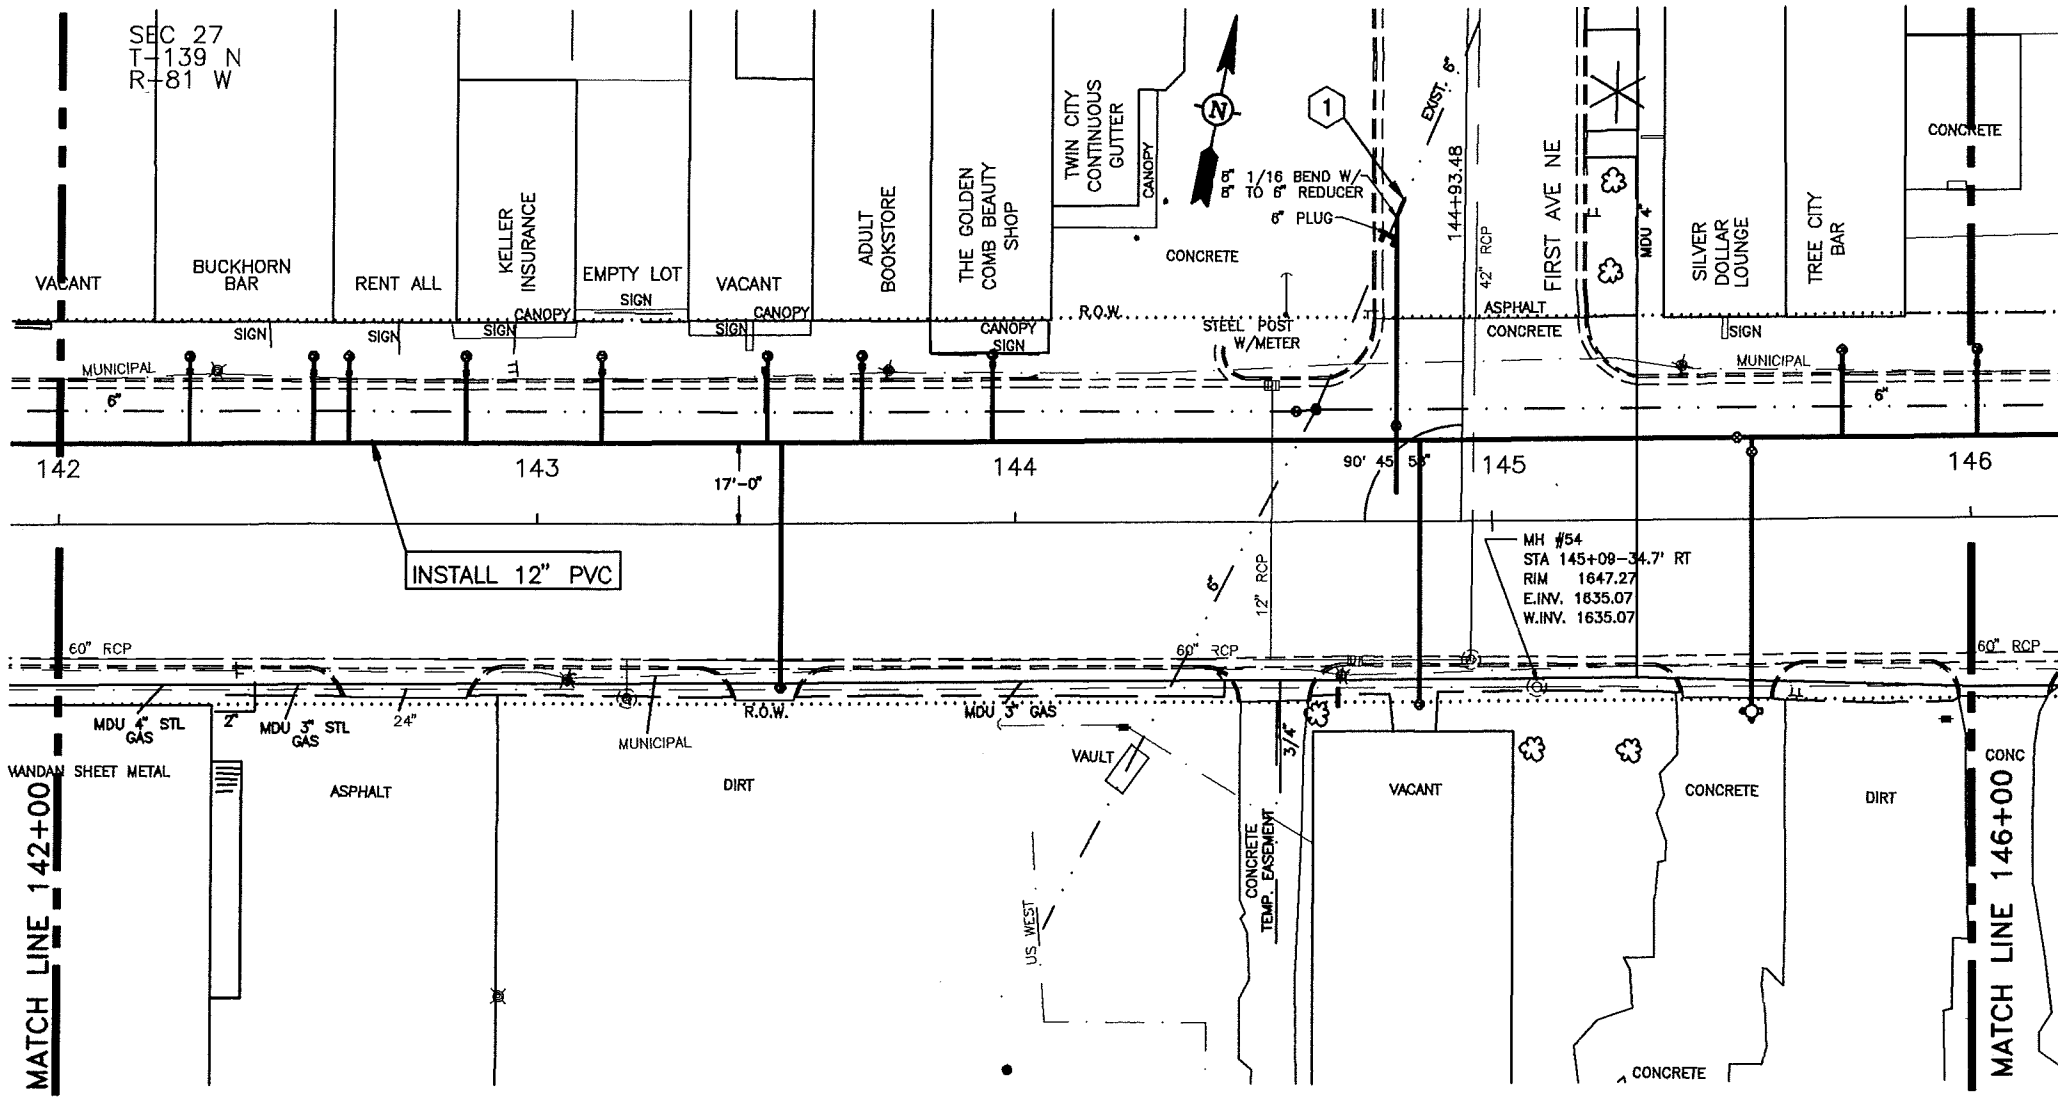 SEC 27
T-139 N
R-81 W
VACANT
BUCKHORN
BAR
RENT ALL
KELLER
INSURANCE
EMPTY LOT
VACANT
ADULT
BOOKSTORE
THE GOLDEN
COMB BEAUTY
SHOP
TWIN CITY
CONTINUOUS
GUTTER
CANOPY
N
1
EXIST. 6"
8" 1/16 BEND W/
8" TO 6" REDUCER
6" PLUG
CONCRETE
144+93.48
42" RCP
FIRST AVE NE
MDU 4"
SILVER
DOLLAR
LOUNGE
TREE CITY
BAR
CONCRETE
SIGN
SIGN
CANOPY
SIGN
SIGN
CANOPY
SIGN
CANOPY
SIGN
R.O.W.
STEEL POST
W/METER
ASPHALT
CONCRETE
SIGN
MUNICIPAL
6"
MUNICIPAL
6"
142
143
144
90' 45 58"
145
146
17'-0"
INSTALL 12" PVC
MH #54
STA 145+09-34.7' RT
RIM 1647.27
E.INV. 1635.07
W.INV. 1635.07
6"
12" RCP
60" RCP
60" RCP
60" RCP
MDU 4" STL
GAS
2"
MDU 3" STL
GAS
24"
MUNICIPAL
R.O.W.
MDU 3" GAS
VAULT
3/4"
MANDAN SHEET METAL
ASPHALT
DIRT
VACANT
CONCRETE
DIRT
CONC
US WEST
CONCRETE
TEMP. EASEMENT
CONCRETE
MATCH LINE 142+00
MATCH LINE 146+00